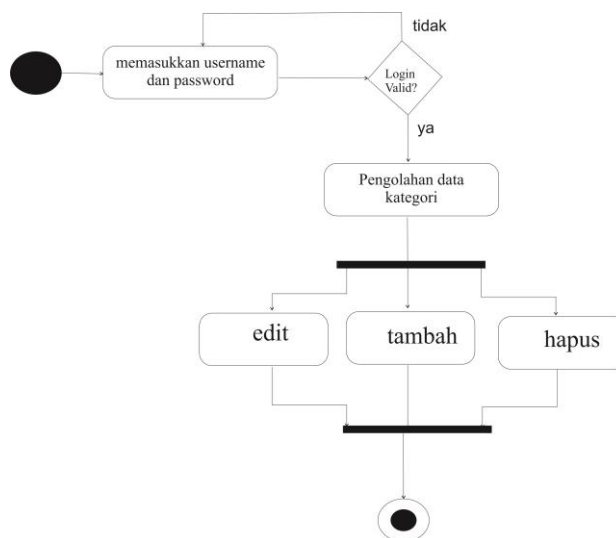 tidak
memasukkan username
dan password
Login
Valid?
ya
Pengolahan data
kategori
edit
tambah
hapus